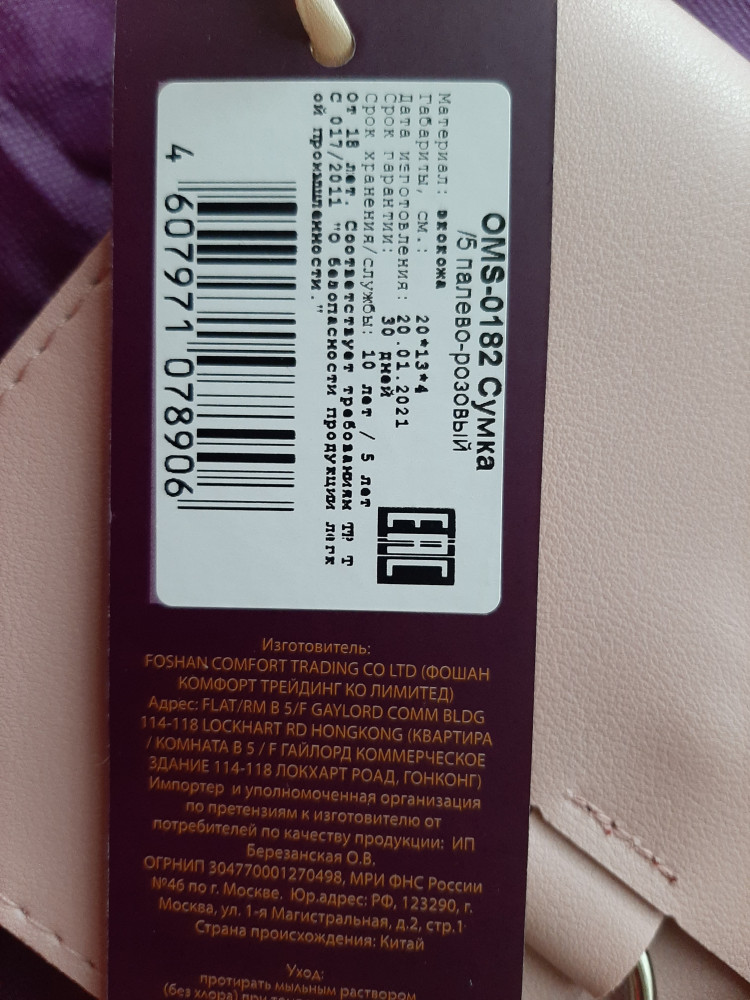 OMS-0182 Сумка
/5 палево-розовый
Материал: экокожа
Габариты, см.: 20*13*4
Дата изготовления: 20.01.2021
Срок гарантии: 30 дней
Срок хранения/службы: 10 лет / 5 лет
От 18 лет. Соответствует требованиям ТР Т
С 017/2011 "О безопасности продукции легк
ой промышленности."
EAC
4 607971 078906
Изготовитель:
FOSHAN COMFORT TRADING CO LTD (ФОШАН
КОМФОРТ ТРЕЙДИНГ КО ЛИМИТЕД)
Адрес: FLAT/RM B 5/F GAYLORD COMM BLDG
114-118 LOCKHART RD HONGKONG (КВАРТИРА
/ КОМНАТА В 5 / F ГАЙЛОРД КОММЕРЧЕСКОЕ
ЗДАНИЕ 114-118 ЛОКХАРТ РОАД, ГОНКОНГ)
Импортер и уполномоченная организация
по претензиям к изготовителю от
потребителей по качеству продукции: ИП
Березанская О.В.
ОГРНИП 304770001270498, МРИ ФНС России
№46 по г. Москве. Юр.адрес: РФ, 123290, г.
Москва, ул. 1-я Магистральная, д.2, стр.1
Страна происхождения: Китай
Уход:
протирать мыльным раствором
(без хлора) при